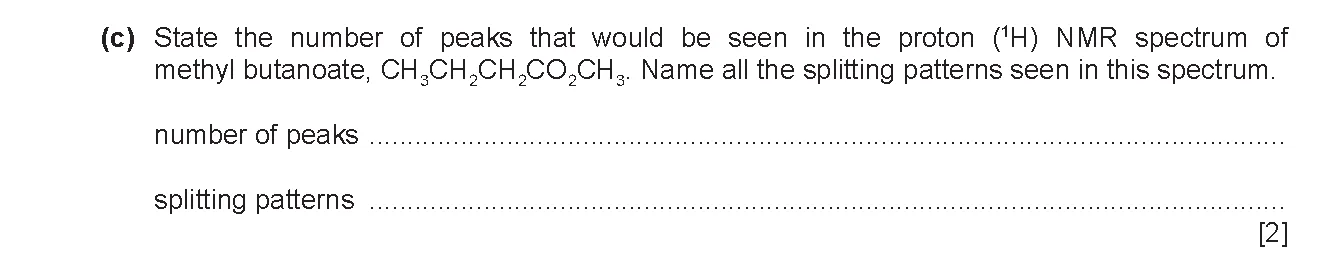 (c) State the number of peaks that would be seen in the proton (¹H) NMR spectrum of
methyl butanoate, CH₃CH₂CH₂CO₂CH₃. Name all the splitting patterns seen in this spectrum.
number of peaks ..............................................................................................................................
splitting patterns ..............................................................................................................................
[2]